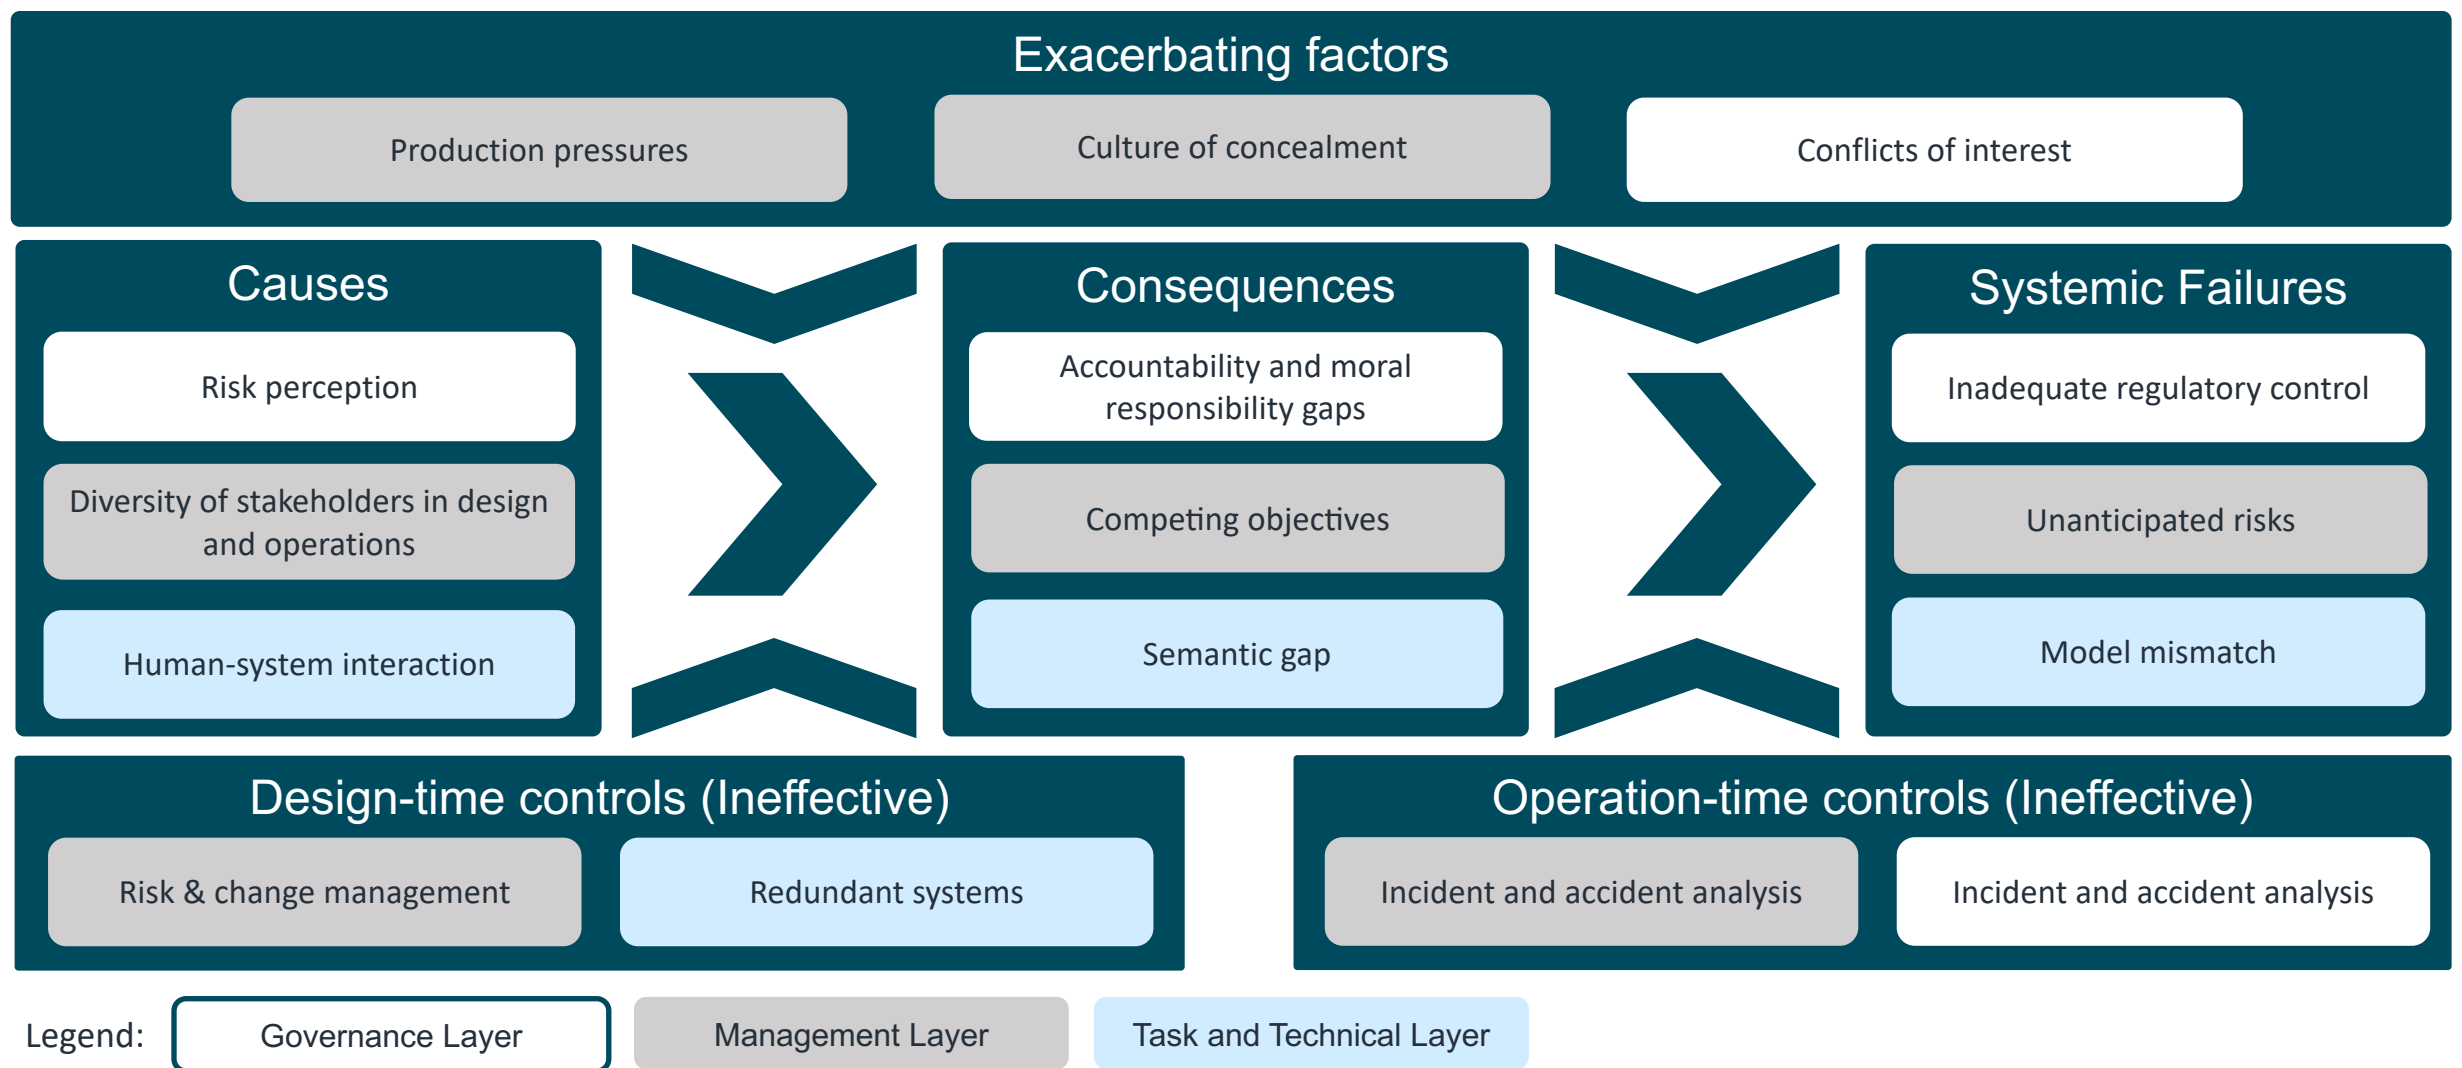 Exacerbating factors
Production pressures
Culture of concealment
Conflicts of interest
Causes
Risk perception
Diversity of stakeholders in design
and operations
Human-system interaction
Consequences
Accountability and moral
responsibility gaps
Competing objectives
Semantic gap
Systemic Failures
Inadequate regulatory control
Unanticipated risks
Model mismatch
Design-time controls (Ineffective)
Risk & change management
Redundant systems
Operation-time controls (Ineffective)
Incident and accident analysis
Incident and accident analysis
Legend:
Governance Layer
Management Layer
Task and Technical Layer